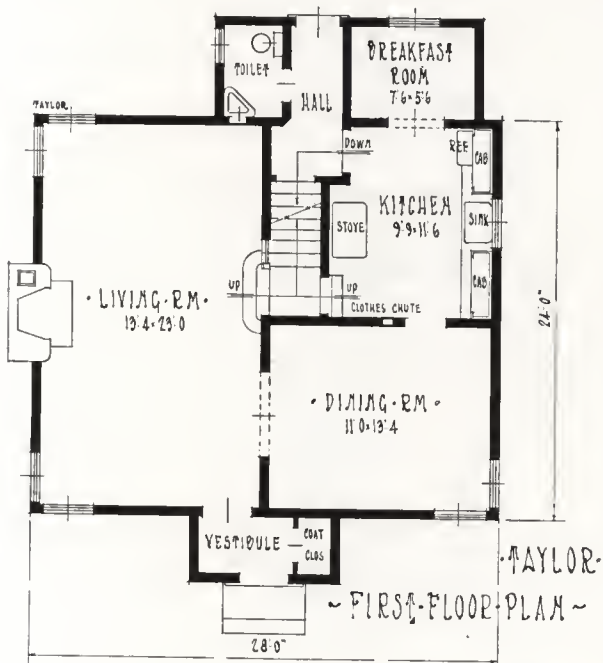 TOILET
HALL
BREAKFAST
ROOM
7'6=5'6
TAYLOR
DOWN
REF
CAB
KITCHEN
9'9=11'6
STOVE
SINK
CAB
UP
UP
CLOTHES CHUTE
·LIVING·RM·
13'4=23'0
24'-0"
·DINING·RM·
11'0=13'4
VESTIBULE
COAT
CLOS
·TAYLOR·
~FIRST·FLOOR·PLAN~
28'0"